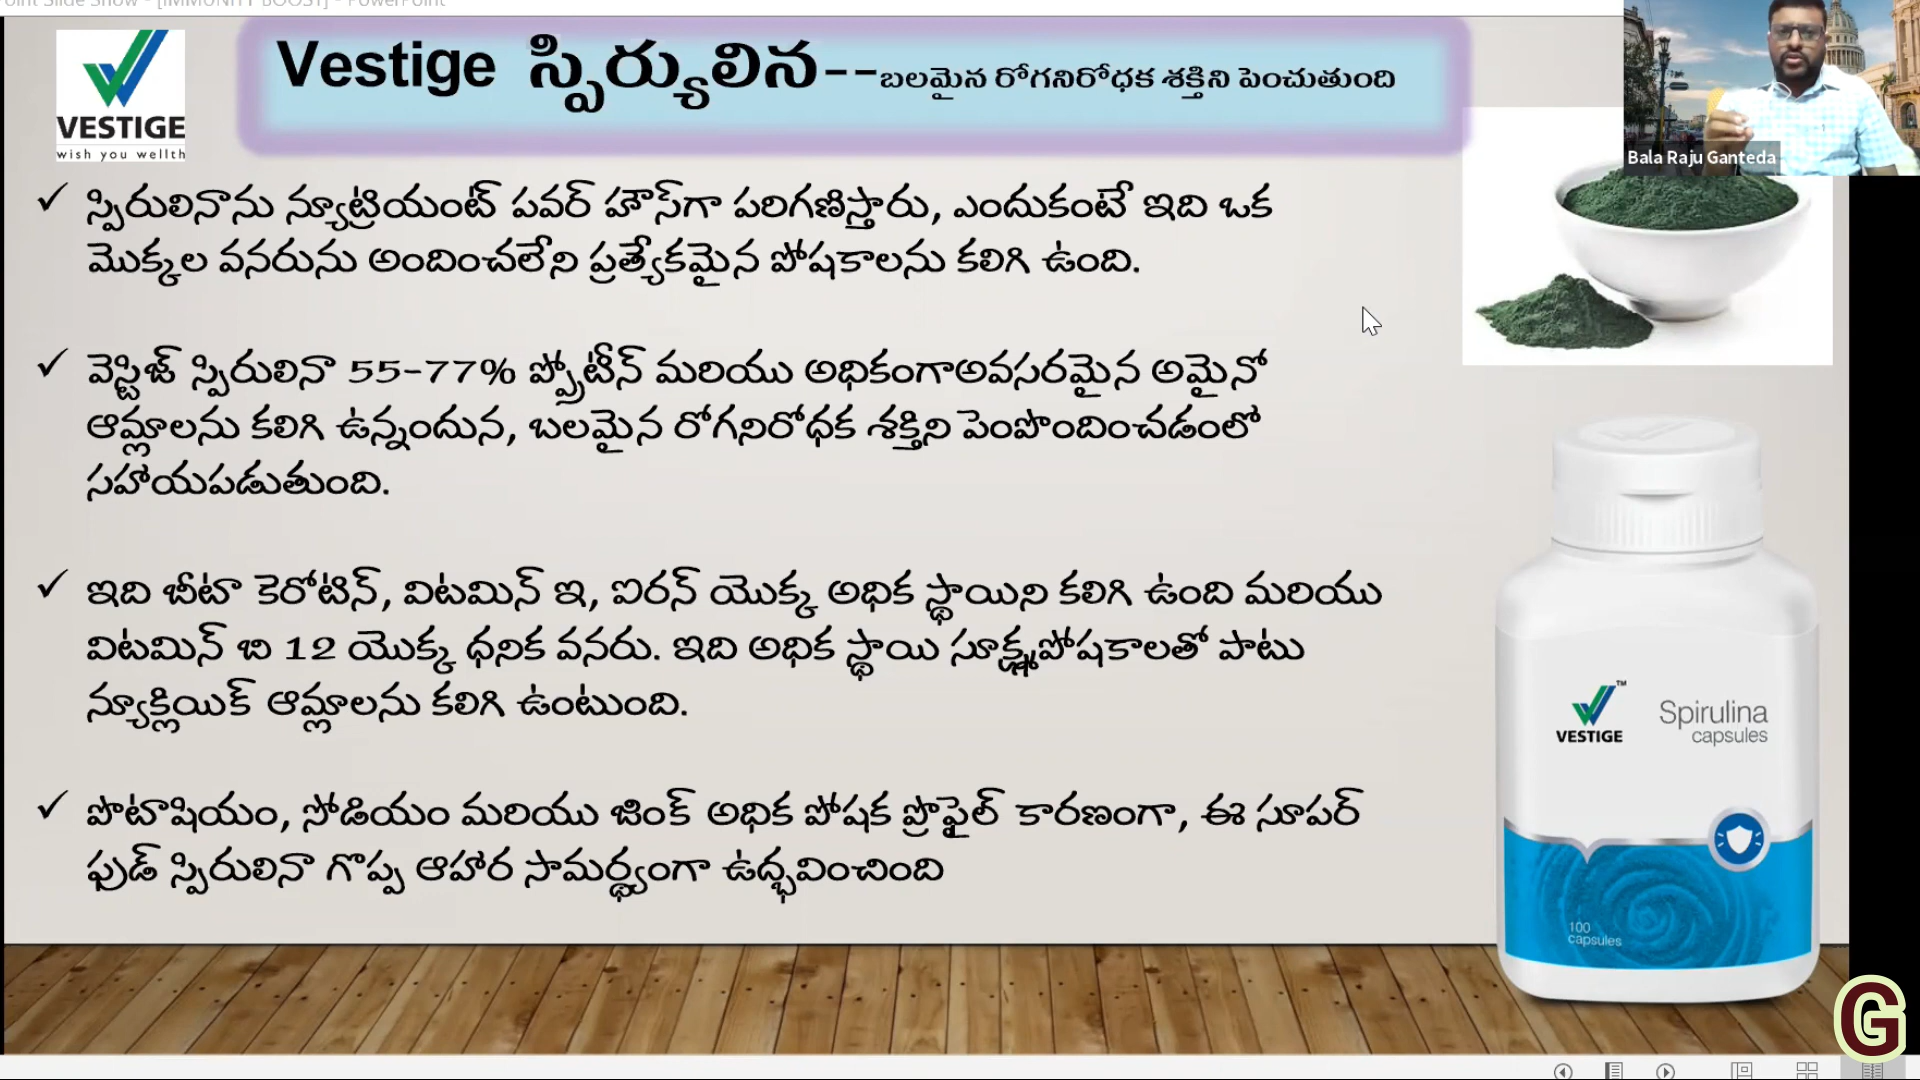 VESTIGE
wish you wellth
Vestige స్పిర్యులిన--బలమైన రోగనిరోధక శక్తిని పెంచుతుంది
Bala Raju Ganteda
✓ స్పిరులినాను న్యూట్రియంట్ పవర్ హౌస్‌గా పరిగణిస్తారు, ఎందుకంటే ఇది ఒక
మొక్కల వనరును అందించలేని ప్రత్యేకమైన పోషకాలను కలిగి ఉంది.
✓ వెస్టిజ్ స్పిరులినా 55-77% ప్ప్రోటీన్ మరియు అధికంగాఅవసరమైన అమైనో
ఆమ్లాలను కలిగి ఉన్నందున, బలమైన రోగనిరోధక శక్తిని పెంపొందించడంలో
సహాయపడుతుంది.
✓ ఇది బీటా కెరోటిన్, విటమిన్ ఇ, ఐరన్ యొక్క అధిక స్థాయిని కలిగి ఉంది మరియు
విటమిన్ బి 12 యొక్క ధనిక వనరు. ఇది అధిక స్థాయి సూక్ష్మపోషకాలతో పాటు
న్యూక్లియిక్ ఆమ్లాలను కలిగి ఉంటుంది.
✓ పొటాషియం, సోడియం మరియు జింక్ అధిక పోషక ప్రొఫైల్ కారణంగా, ఈ సూపర్
ఫుడ్ స్పిరులినా గొప్ప ఆహార సామర్థ్యంగా ఉద్భవించింది
VESTIGE™
Spirulina
capsules
100
capsules
G